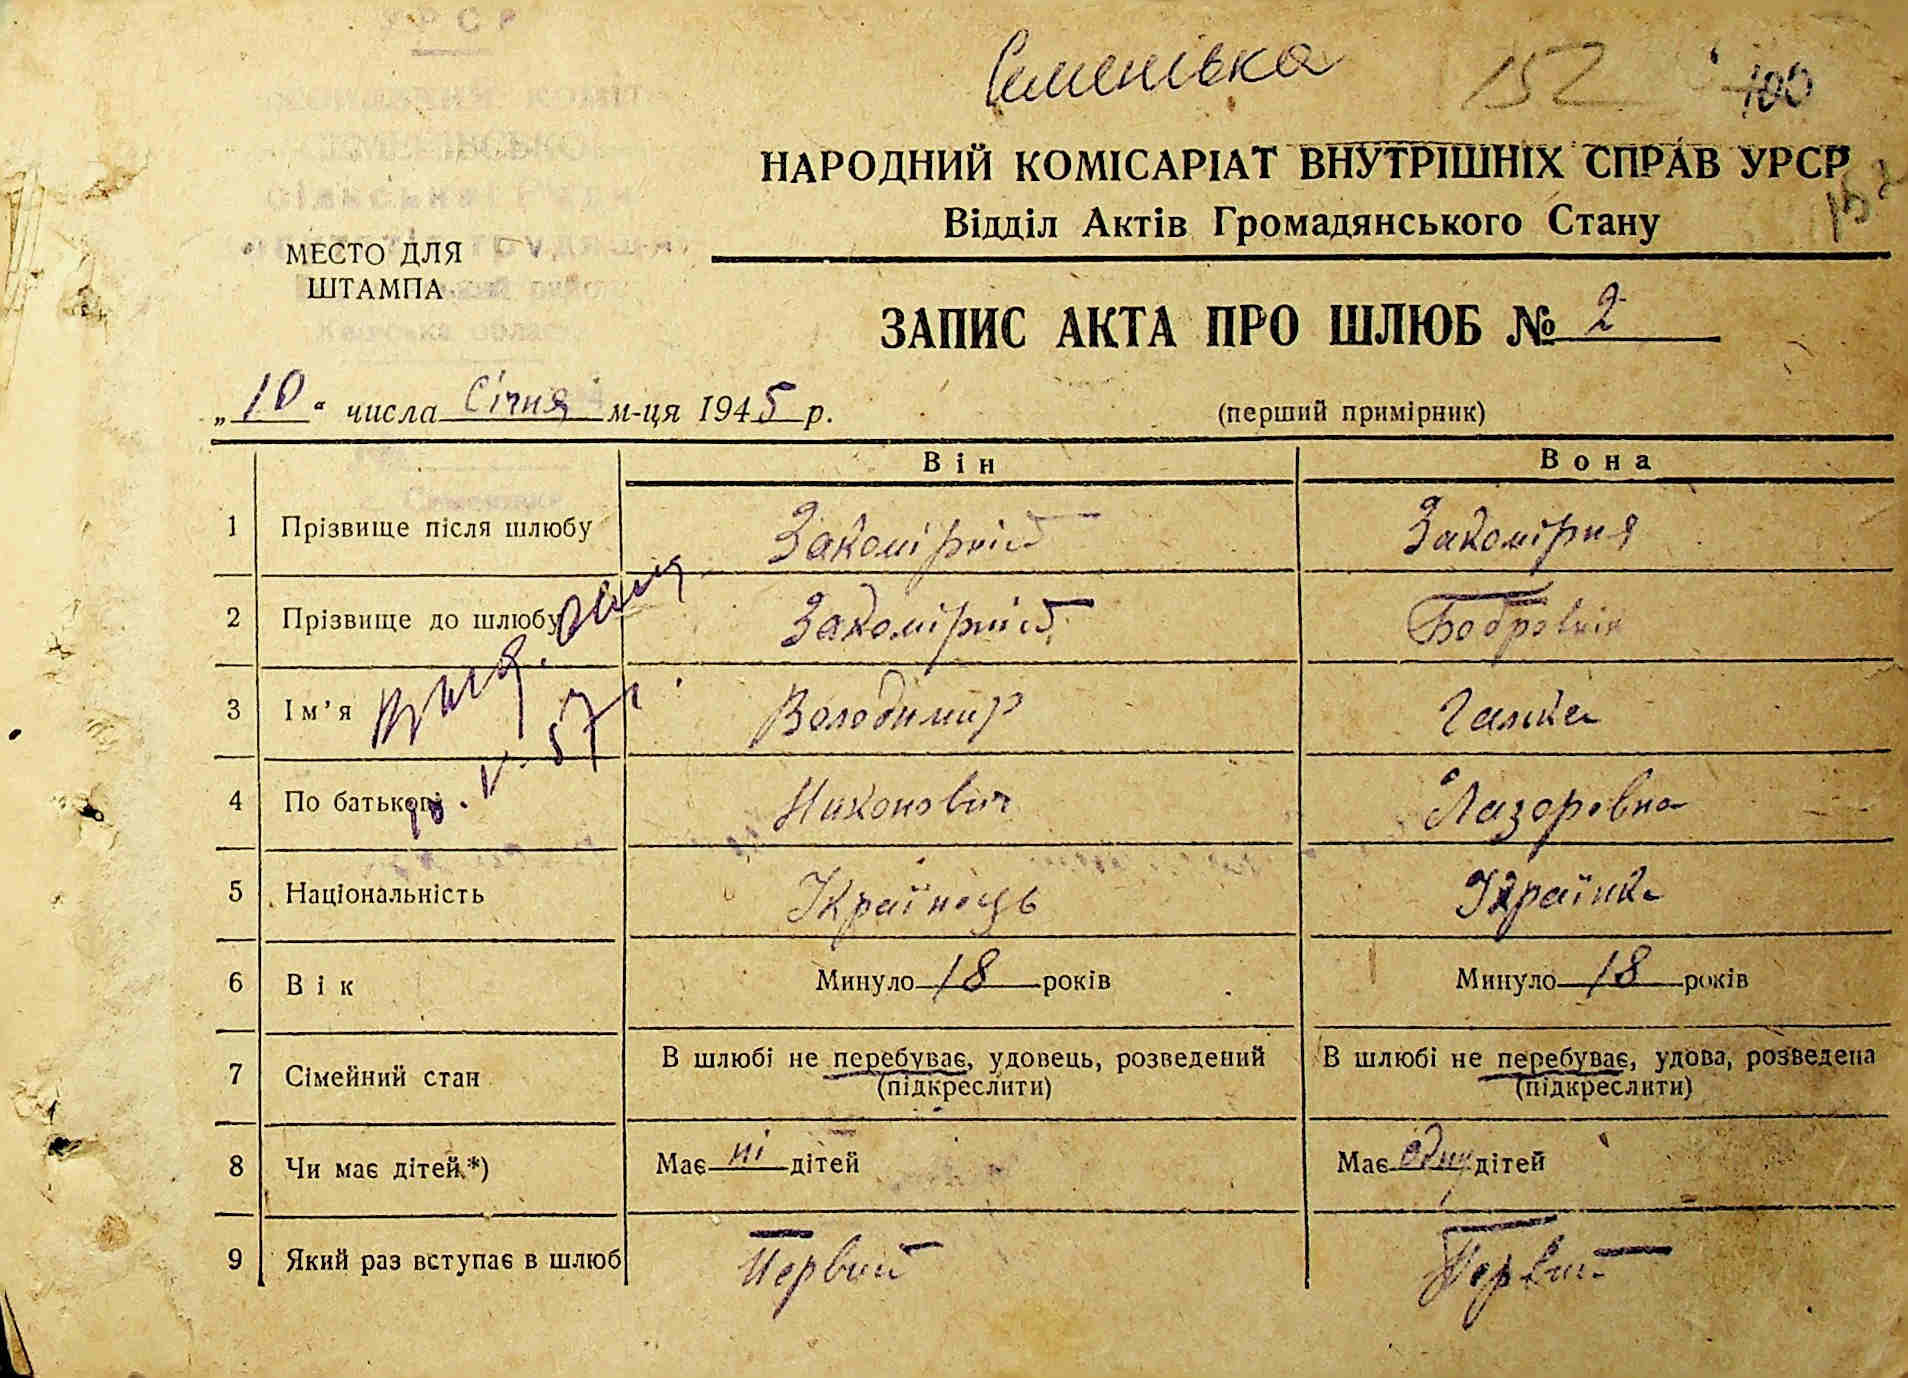 Семенівка 152 100
НАРОДНИЙ КОМІСАРІАТ ВНУТРІШНІХ СПРАВ УРСР
152
Відділ Актів Громадянського Стану
МЕСТО ДЛЯ
ШТАМПА
ЗАПИС АКТА ПРО ШЛЮБ № 2
„10“ числа Січня м-ця 1945 р. (перший примірник)
Він Вона
1 Прізвище після шлюбу Закомірній Закомірня
2 Прізвище до шлюбу Закомірній Бобровнік
3 Ім’я Володимир Галька
4 По батькові Никонович Лазоровна
5 Національність Українець Українка
6 Вік Минуло 18 років Минуло 18 років
7 Сімейний стан В шлюбі не перебуває, удовець, розведений В шлюбі не перебуває, удова, розведена
(підкреслити) (підкреслити)
8 Чи має дітей*) Має ні дітей Має одну дітей
9 Який раз вступає в шлюб Первий Первий